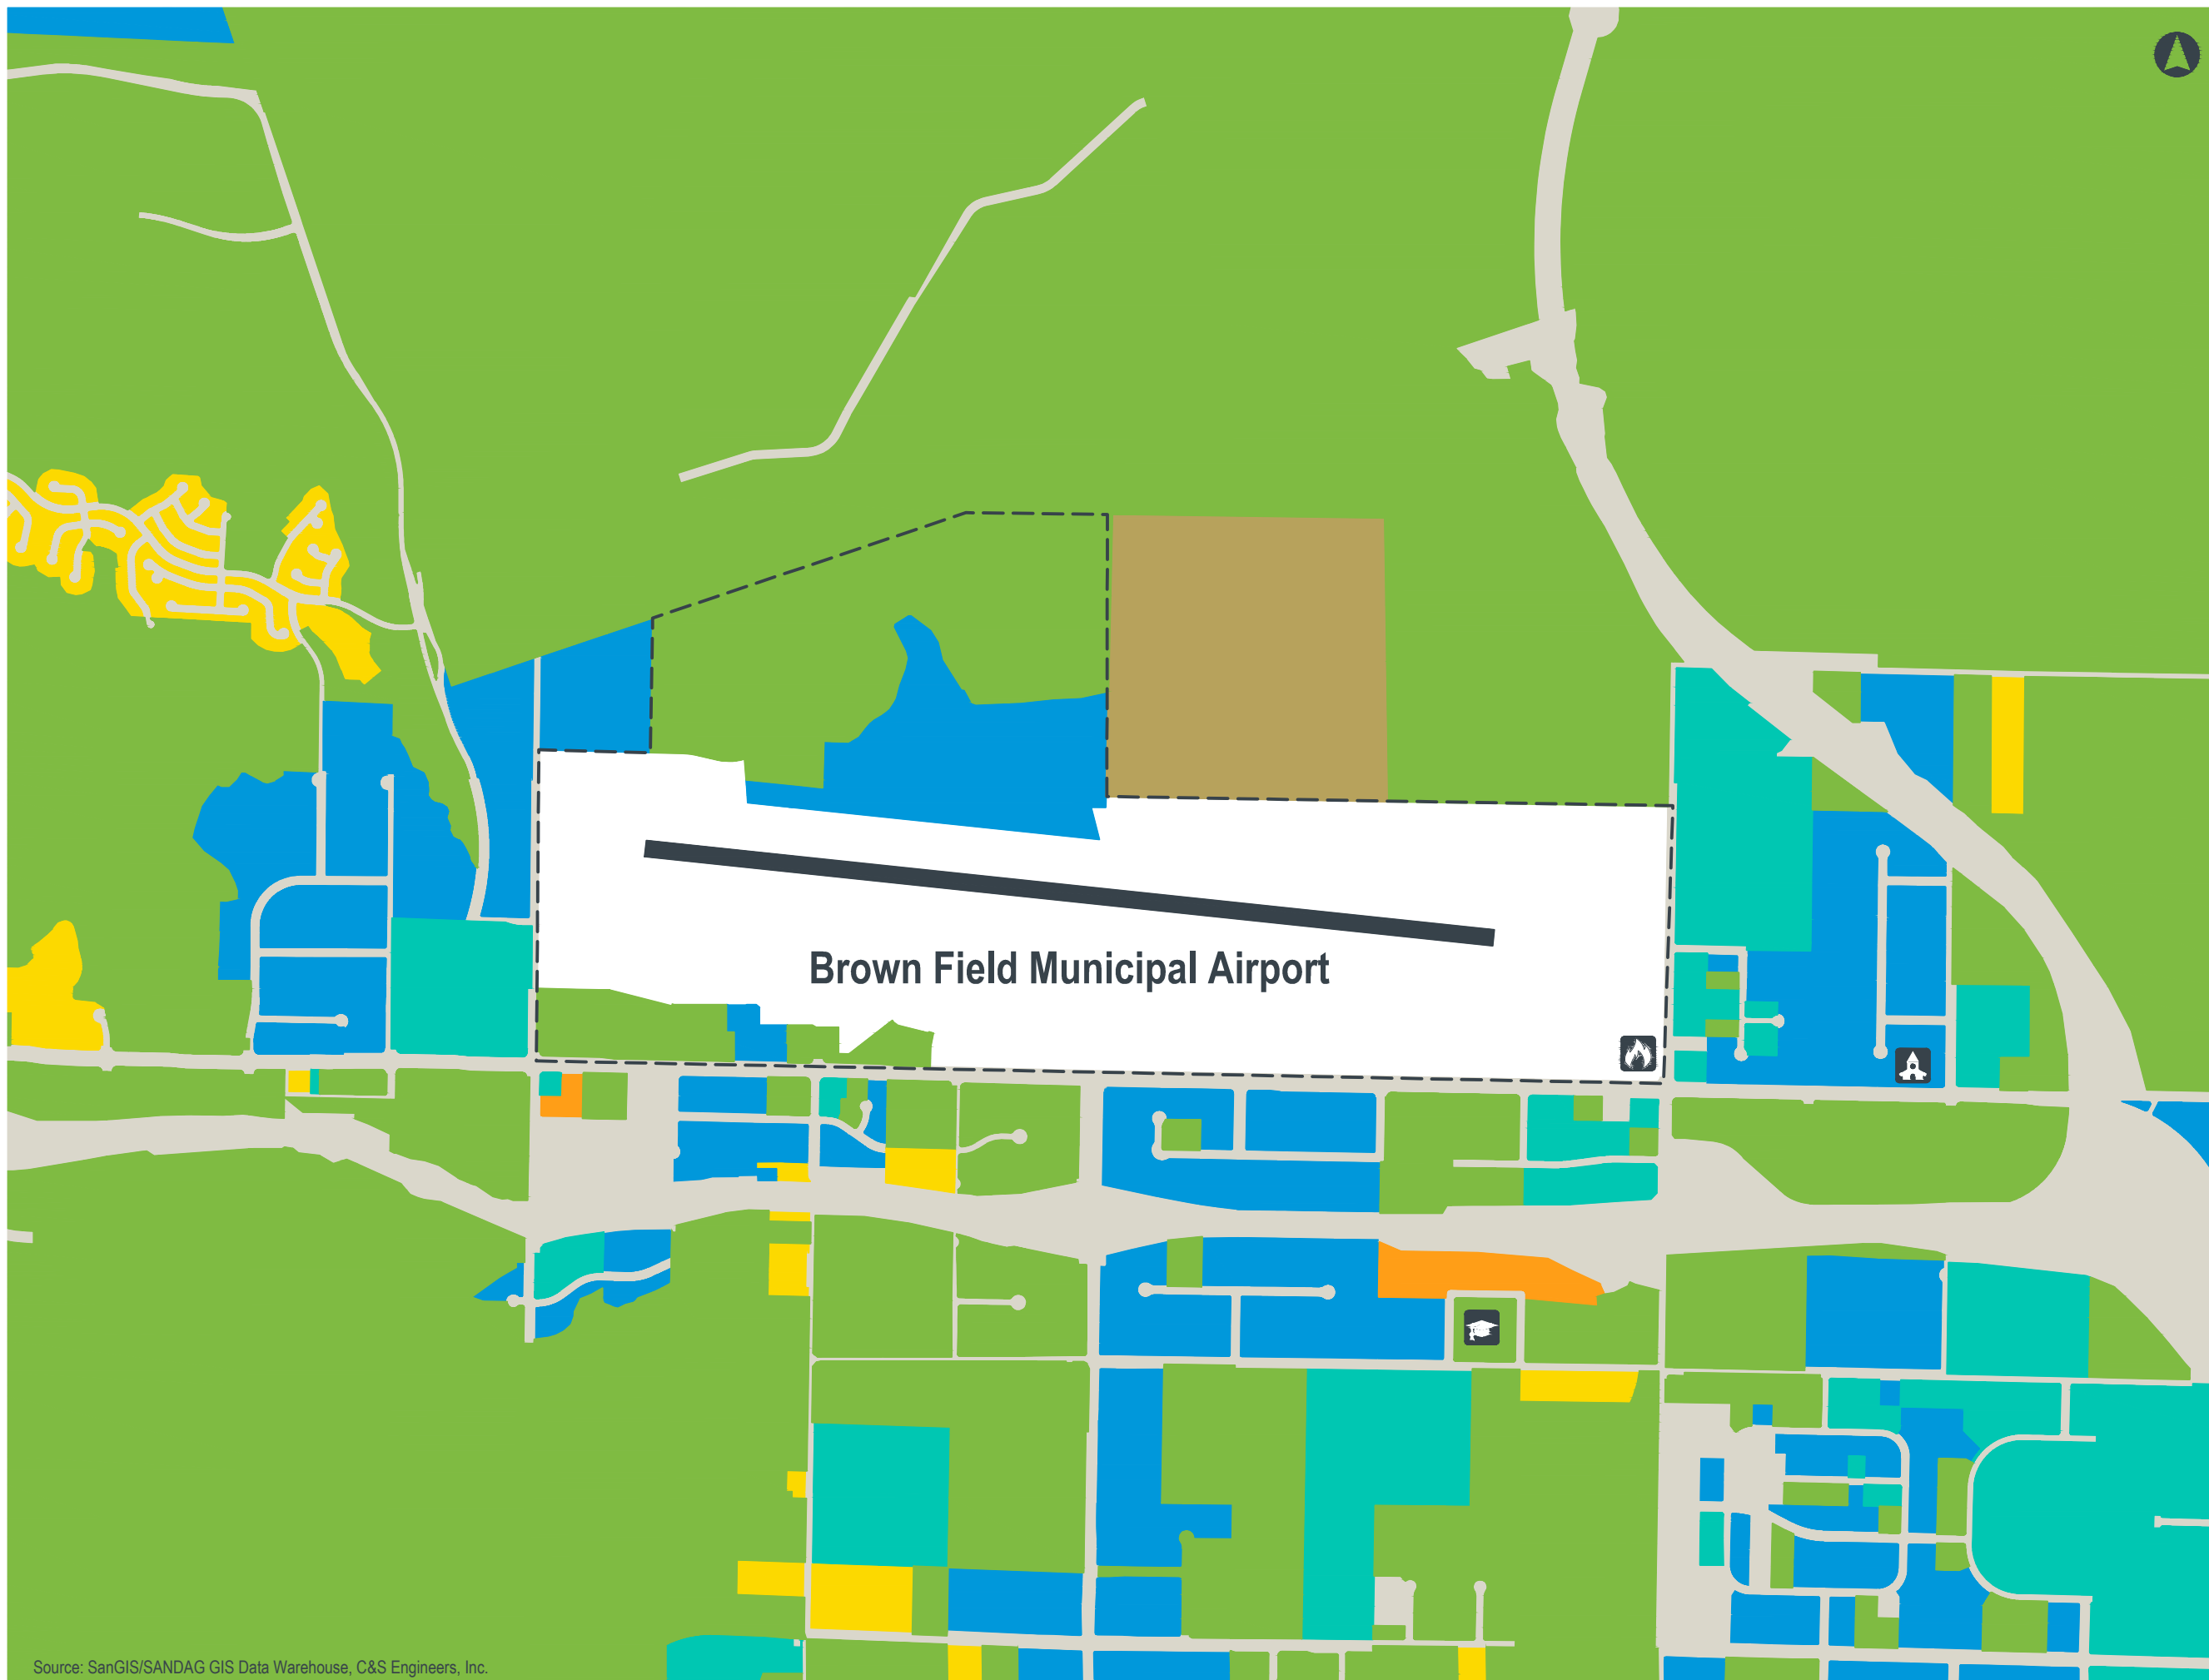 Brown Field Municipal Airport
Source: SanGIS/SANDAG GIS Data Warehouse, C&S Engineers, Inc.